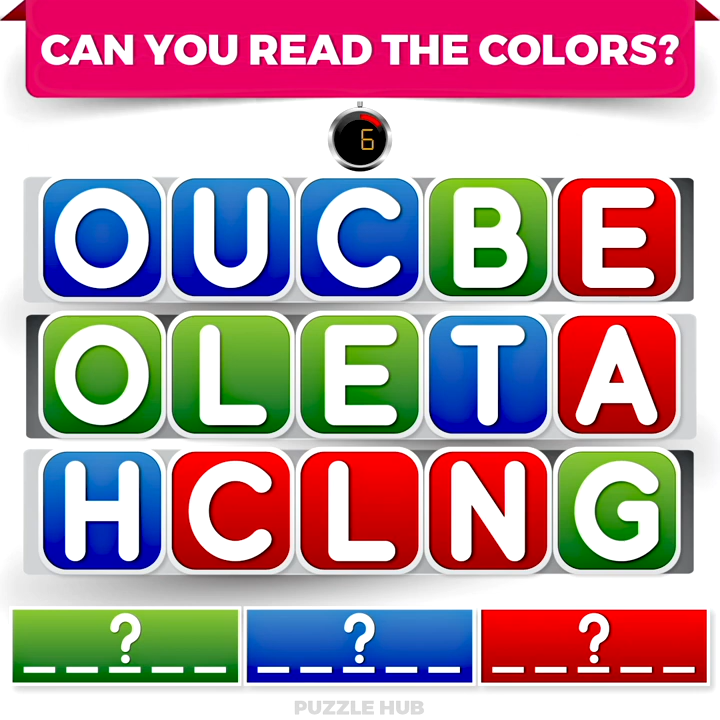 CAN YOU READ THE COLORS?
6
OUCBE
OLETA
HCLNG
? ? ?
_ _ _ _ _ _ _ _ _ _ _ _ _ _ _
PUZZLE HUB